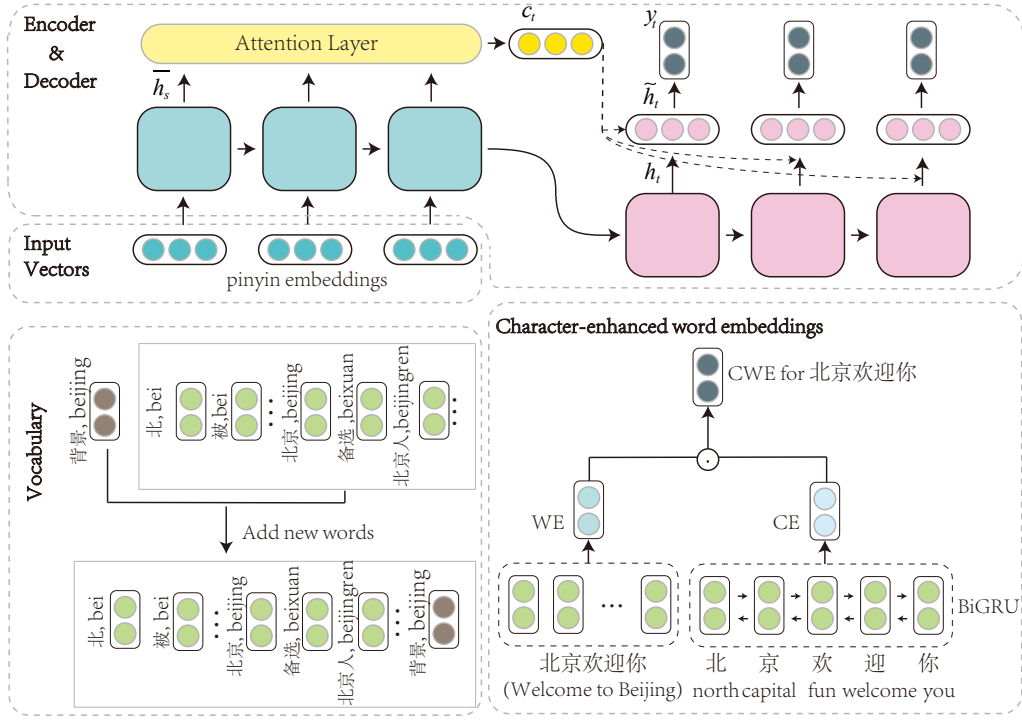 Encoder
&
Decoder
Attention Layer
c_t
y_t
\overline{h}_s
\tilde{h}_t
h_t
Input
Vectors
pinyin embeddings
Vocabulary
背景, beijing
北,bei
被,bei
北京 ,beijing
备选 ,beixuan
北京人,beijingren
Add new words
北, bei
被, bei
北京, beijing
备选, beixuan
北京人, beijingren
背景, beijing
Character-enhanced word embeddings
CWE for 北京欢迎你
WE
CE
BiGRU
北京欢迎你
(Welcome to Beijing)
北 京 欢 迎 你
north capital fun welcome you